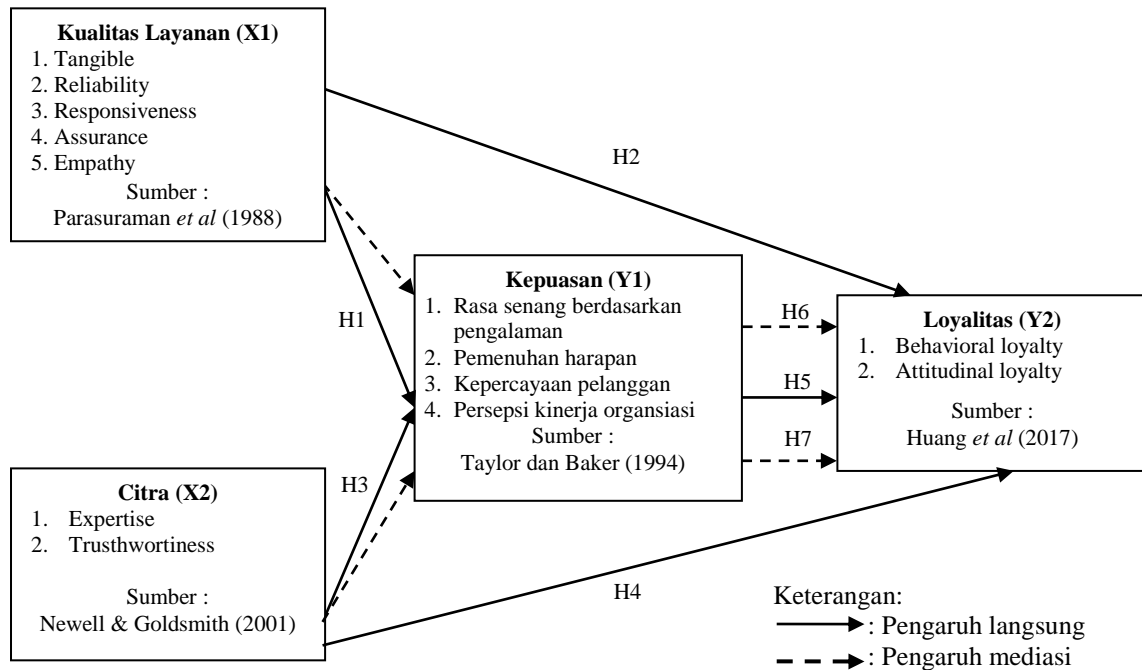 Kualitas Layanan (X1)
1. Tangible
2. Reliability
3. Responsiveness
4. Assurance
5. Empathy
Sumber :
Parasuraman et al (1988)
H2
H1
Kepuasan (Y1)
1. Rasa senang berdasarkan
pengalaman
2. Pemenuhan harapan
3. Kepercayaan pelanggan
4. Persepsi kinerja organsiasi
Sumber :
Taylor dan Baker (1994)
H6
H5
H7
Loyalitas (Y2)
1. Behavioral loyalty
2. Attitudinal loyalty
Sumber :
Huang et al (2017)
Citra (X2)
1. Expertise
2. Trusthwortiness
Sumber :
Newell & Goldsmith (2001)
H3
H4
Keterangan:
: Pengaruh langsung
: Pengaruh mediasi